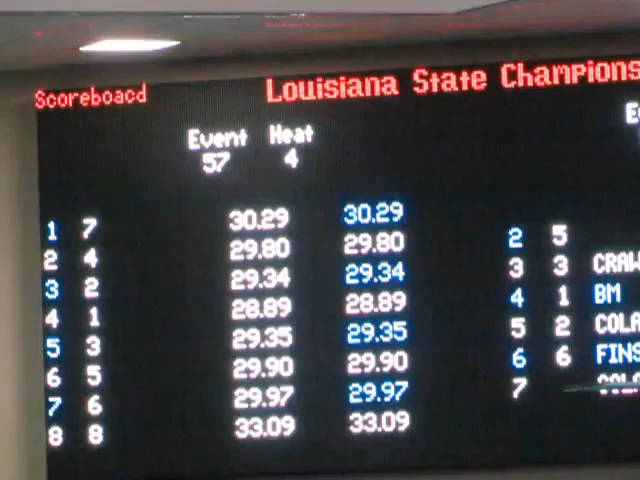 Scoreboacd Louisiana State Champions
Event Heat
57 4
1 7 30.29 30.29
2 4 29.80 29.80 2 5
3 2 29.34 29.34 3 3 CRAW
4 1 28.89 28.89 4 1 BM
5 3 29.35 29.35 5 2 COLA
6 5 29.90 29.90 6 6 FINS
7 6 29.97 29.97 7
8 8 33.09 33.09